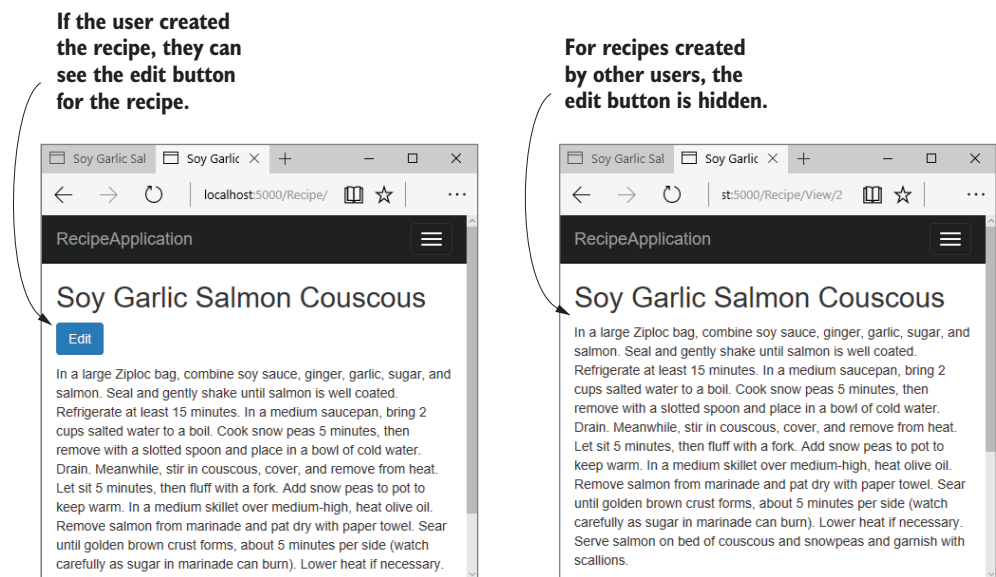 If the user created
the recipe, they can
see the edit button
for the recipe.
For recipes created
by other users, the
edit button is hidden.
Soy Garlic Sal
Soy Garlic
localhost:5000/Recipe/
RecipeApplication
Soy Garlic Salmon Couscous
Edit
In a large Ziploc bag, combine soy sauce, ginger, garlic, sugar, and
salmon. Seal and gently shake until salmon is well coated.
Refrigerate at least 15 minutes. In a medium saucepan, bring 2
cups salted water to a boil. Cook snow peas 5 minutes, then
remove with a slotted spoon and place in a bowl of cold water.
Drain. Meanwhile, stir in couscous, cover, and remove from heat.
Let sit 5 minutes, then fluff with a fork. Add snow peas to pot to
keep warm. In a medium skillet over medium-high, heat olive oil.
Remove salmon from marinade and pat dry with paper towel. Sear
until golden brown crust forms, about 5 minutes per side (watch
carefully as sugar in marinade can burn). Lower heat if necessary.
Soy Garlic Sal
Soy Garlic
st:5000/Recipe/View/2
RecipeApplication
Soy Garlic Salmon Couscous
In a large Ziploc bag, combine soy sauce, ginger, garlic, sugar, and
salmon. Seal and gently shake until salmon is well coated.
Refrigerate at least 15 minutes. In a medium saucepan, bring 2
cups salted water to a boil. Cook snow peas 5 minutes, then
remove with a slotted spoon and place in a bowl of cold water.
Drain. Meanwhile, stir in couscous, cover, and remove from heat.
Let sit 5 minutes, then fluff with a fork. Add snow peas to pot to
keep warm. In a medium skillet over medium-high, heat olive oil.
Remove salmon from marinade and pat dry with paper towel. Sear
until golden brown crust forms, about 5 minutes per side (watch
carefully as sugar in marinade can burn). Lower heat if necessary.
Serve salmon on bed of couscous and snowpeas and garnish with
scallions.